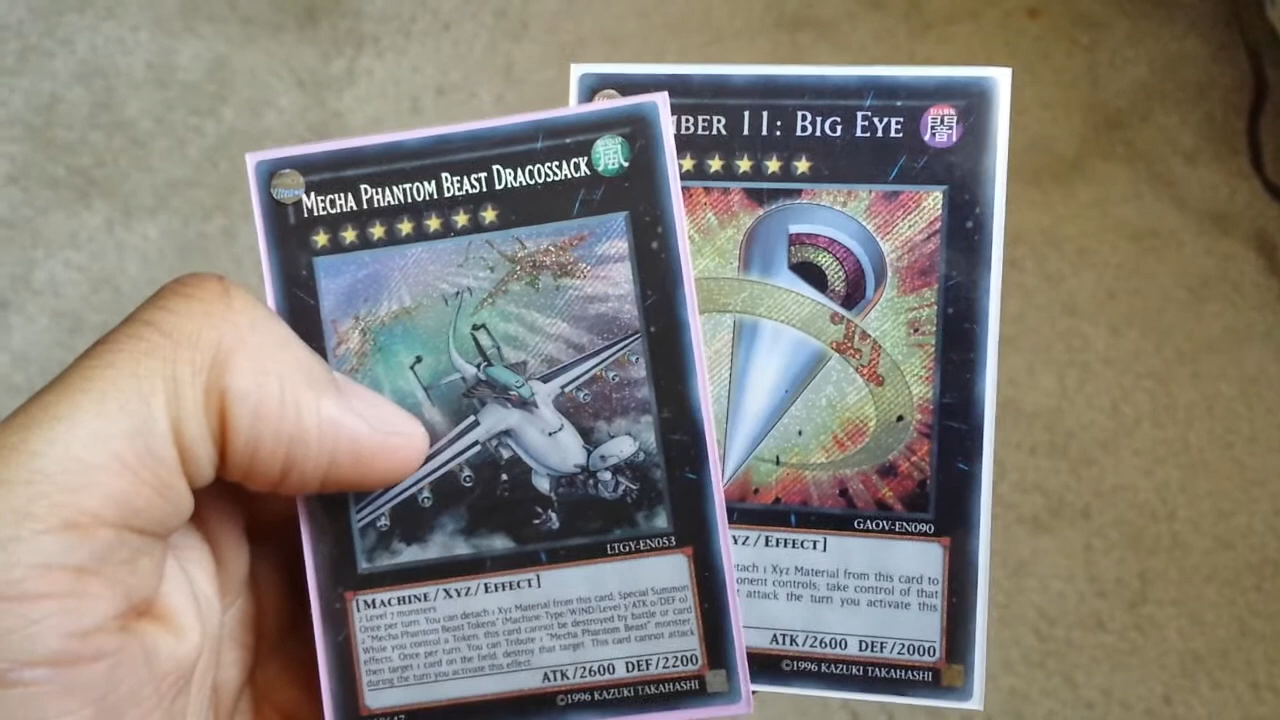 MECHA PHANTOM BEAST DRACOSSACK
風
LTGY-EN053
[MACHINE/XYZ/EFFECT]
2 Level 7 monsters
Once per turn: You can detach 1 Xyz Material from this card; Special Summon
2 "Mecha Phantom Beast Tokens" (Machine-Type/WIND/Level 3/ATK 0/DEF 0)
While you control a Token, this card cannot be destroyed by battle or card
effects. Once per turn: You can Tribute 1 "Mecha Phantom Beast" monster,
then target 1 card on the field, destroy that target. This card cannot attack
during the turn you activate this effect.
ATK/2600 DEF/2200
©1996 KAZUKI TAKAHASHI
MBER 11: BIG EYE
DARK
闇
GAOV-EN090
YZ/EFFECT]
etach 1 Xyz Material from this card to
onent controls; take control of that
attack the turn you activate this
ATK/2600 DEF/2000
©1996 KAZUKI TAKAHASHI